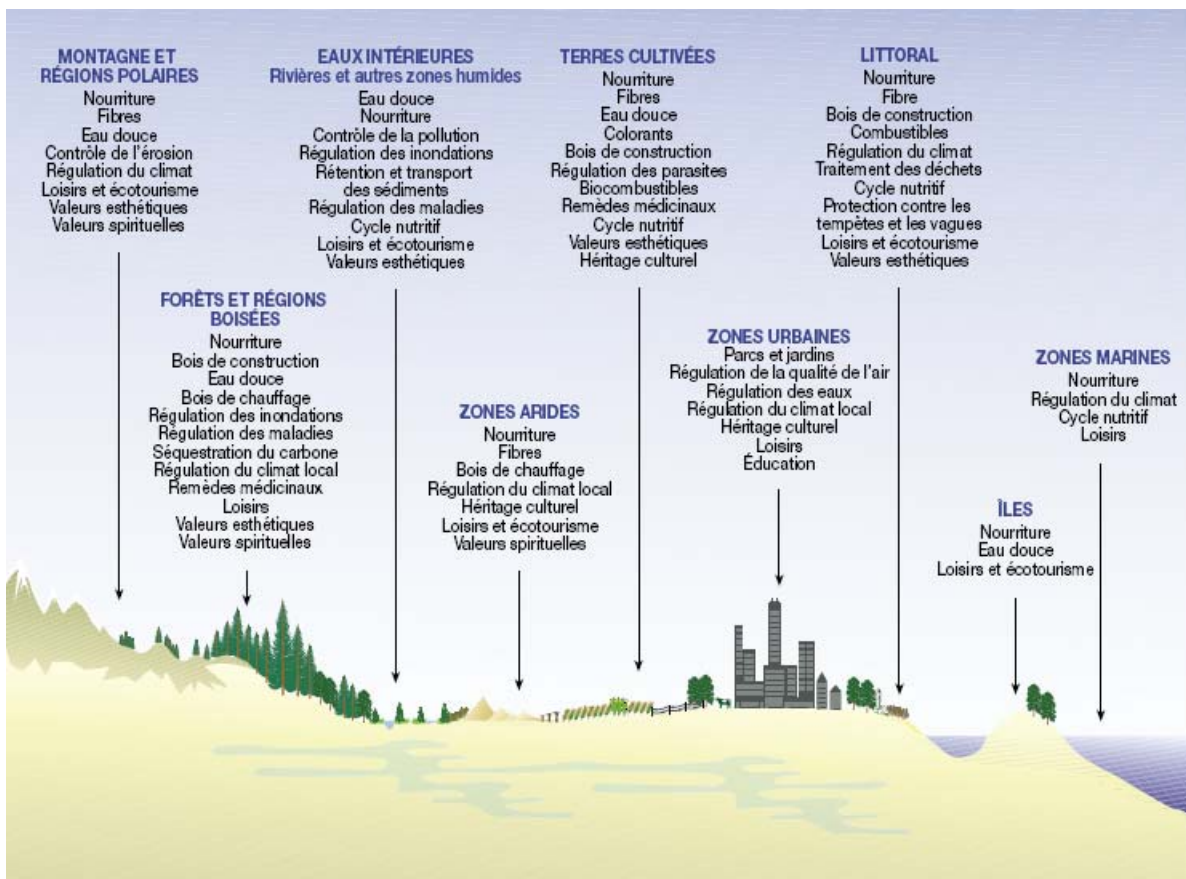 MONTAGNE ET
RÉGIONS POLAIRES
Nourriture
Fibres
Eau douce
Contrôle de l'érosion
Régulation du climat
Loisirs et écotourisme
Valeurs esthétiques
Valeurs spirituelles
EAUX INTÉRIEURES
Rivières et autres zones humides
Eau douce
Nourriture
Contrôle de la pollution
Régulation des inondations
Rétention et transport
des sédiments
Régulation des maladies
Cycle nutritif
Loisirs et écotourisme
Valeurs esthétiques
TERRES CULTIVÉES
Nourriture
Fibres
Eau douce
Colorants
Bois de construction
Régulation des parasites
Biocombustibles
Remèdes médicinaux
Cycle nutritif
Valeurs esthétiques
Héritage culturel
LITTORAL
Nourriture
Fibre
Bois de construction
Combustibles
Régulation du climat
Traitement des déchets
Cycle nutritif
Protection contre les
tempêtes et les vagues
Loisirs et écotourisme
Valeurs esthétiques
FORÊTS ET RÉGIONS
BOISÉES
Nourriture
Bois de construction
Eau douce
Bois de chauffage
Régulation des inondations
Régulation des maladies
Séquestration du carbone
Régulation du climat local
Remèdes médicinaux
Loisirs
Valeurs esthétiques
Valeurs spirituelles
ZONES ARIDES
Nourriture
Fibres
Bois de chauffage
Régulation du climat local
Héritage culturel
Loisirs et écotourisme
Valeurs spirituelles
ZONES URBAINES
Parcs et jardins
Régulation de la qualité de l'air
Régulation des eaux
Régulation du climat local
Héritage culturel
Loisirs
Éducation
ZONES MARINES
Nourriture
Régulation du climat
Cycle nutritif
Loisirs
ÎLES
Nourriture
Eau douce
Loisirs et écotourisme